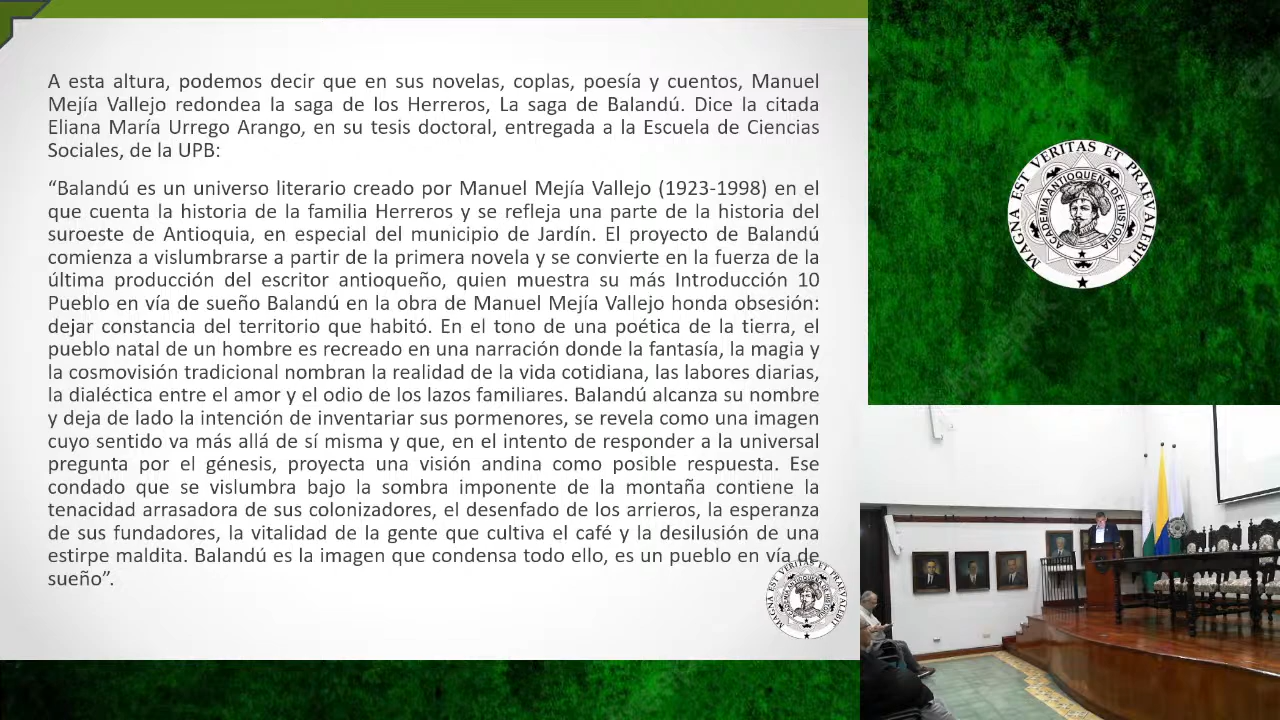 A esta altura, podemos decir que en sus novelas, coplas, poesía y cuentos, Manuel
Mejía Vallejo redondea la saga de los Herreros, La saga de Balandú. Dice la citada
Eliana María Urrego Arango, en su tesis doctoral, entregada a la Escuela de Ciencias
Sociales, de la UPB:
“Balandú es un universo literario creado por Manuel Mejía Vallejo (1923-1998) en el
que cuenta la historia de la familia Herreros y se refleja una parte de la historia del
suroeste de Antioquia, en especial del municipio de Jardín. El proyecto de Balandú
comienza a vislumbrarse a partir de la primera novela y se convierte en la fuerza de la
última producción del escritor antioqueño, quien muestra su más Introducción 10
Pueblo en vía de sueño Balandú en la obra de Manuel Mejía Vallejo honda obsesión:
dejar constancia del territorio que habitó. En el tono de una poética de la tierra, el
pueblo natal de un hombre es recreado en una narración donde la fantasía, la magia y
la cosmovisión tradicional nombran la realidad de la vida cotidiana, las labores diarias,
la dialéctica entre el amor y el odio de los lazos familiares. Balandú alcanza su nombre
y deja de lado la intención de inventariar sus pormenores, se revela como una imagen
cuyo sentido va más allá de sí misma y que, en el intento de responder a la universal
pregunta por el génesis, proyecta una visión andina como posible respuesta. Ese
condado que se vislumbra bajo la sombra imponente de la montaña contiene la
tenacidad arrasadora de sus colonizadores, el desenfado de los arrieros, la esperanza
de sus fundadores, la vitalidad de la gente que cultiva el café y la desilusión de una
estirpe maldita. Balandú es la imagen que condensa todo ello, es un pueblo en vía de
sueño”.
MAGNA EST VERITAS ET PRAEVALEBIT
ACADEMIA ANTIOQUEÑA DE HISTORIA
MAGNA EST VERITAS ET PRAEVALEBIT
ACADEMIA ANTIOQUEÑA DE HISTORIA